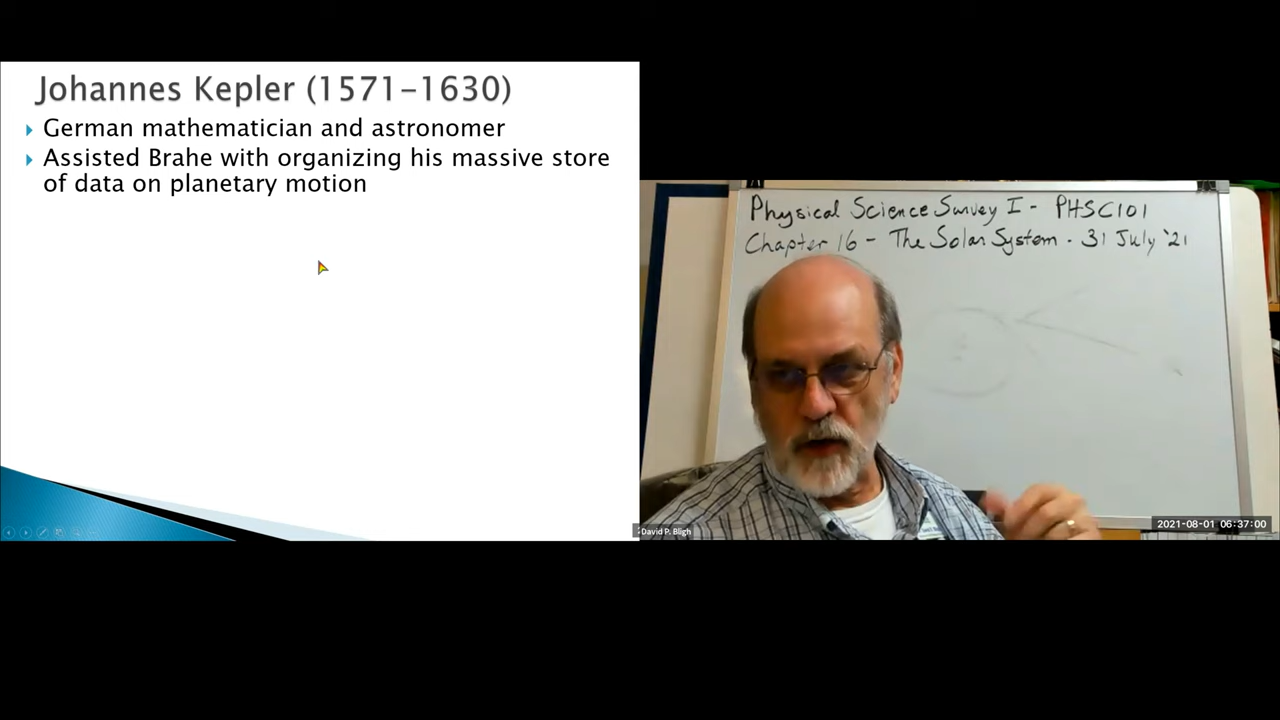 Johannes Kepler (1571-1630)
German mathematician and astronomer
Assisted Brahe with organizing his massive store
of data on planetary motion
Physical Science Survey I - PHSC101
Chapter 16 - The Solar System - 31 July '21
David P. Bligh
2021-08-01 06:37:00